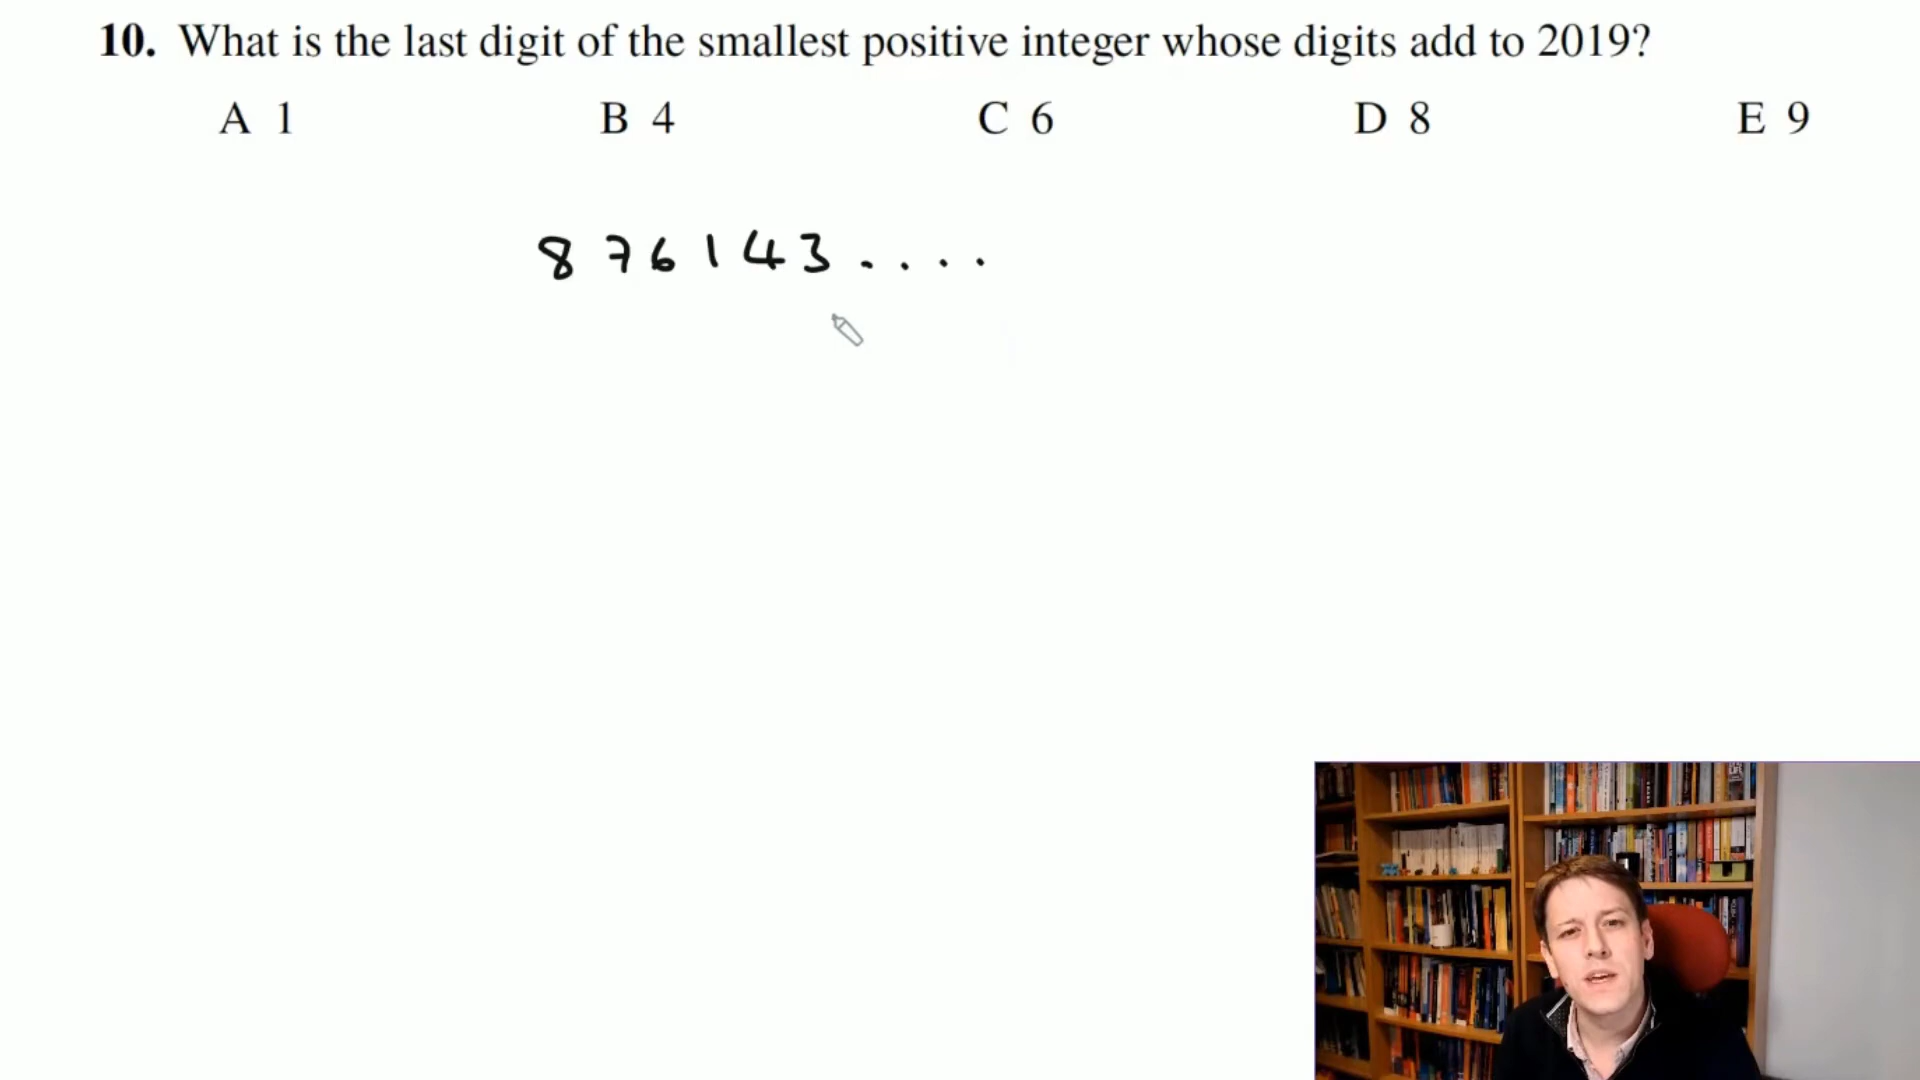 10. What is the last digit of the smallest positive integer whose digits add to 2019?
A 1 B 4 C 6 D 8 E 9
8 7 6 1 4 3 . . . .